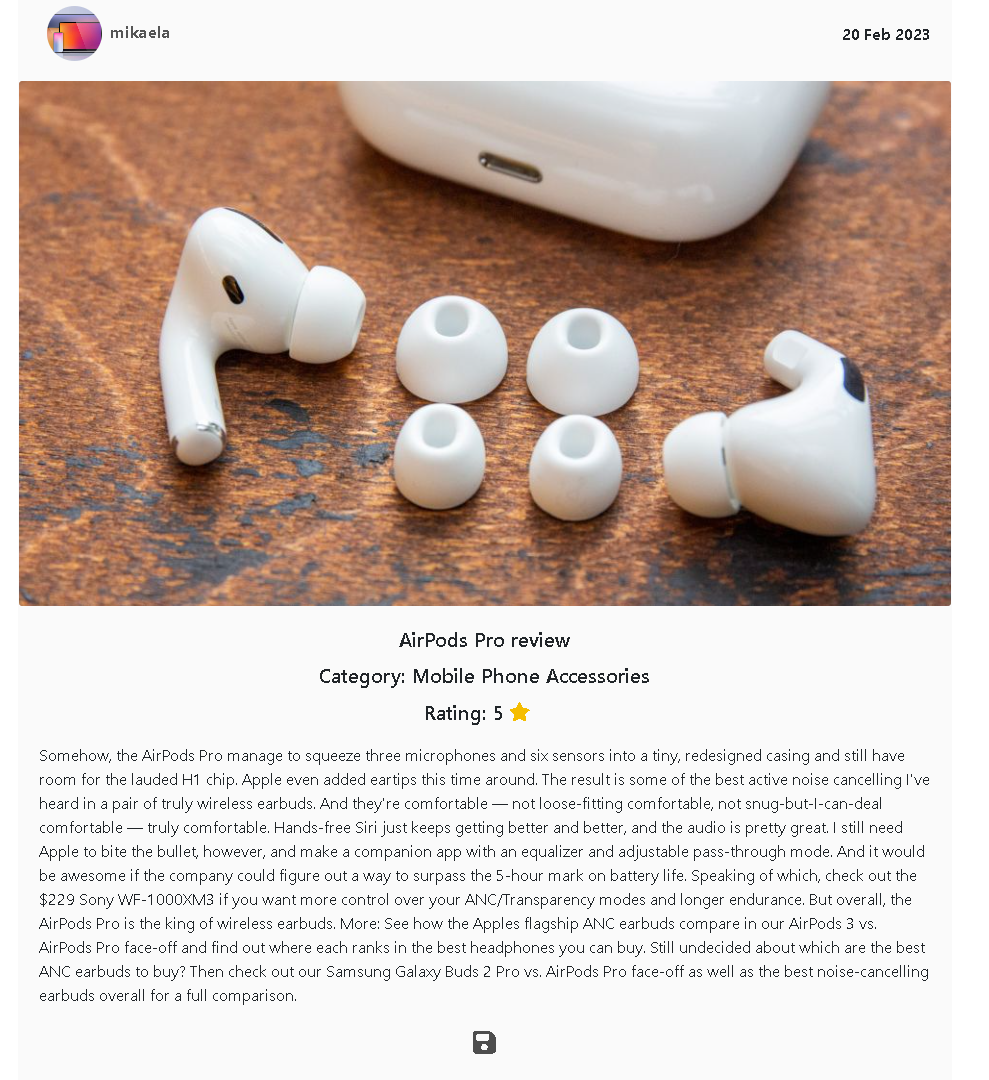 mikaela
20 Feb 2023
AirPods Pro review
Category: Mobile Phone Accessories
Rating: 5
Somehow, the AirPods Pro manage to squeeze three microphones and six sensors into a tiny, redesigned casing and still have
room for the lauded H1 chip. Apple even added eartips this time around. The result is some of the best active noise cancelling I've
heard in a pair of truly wireless earbuds. And they're comfortable — not loose-fitting comfortable, not snug-but-I-can-deal
comfortable — truly comfortable. Hands-free Siri just keeps getting better and better, and the audio is pretty great. I still need
Apple to bite the bullet, however, and make a companion app with an equalizer and adjustable pass-through mode. And it would
be awesome if the company could figure out a way to surpass the 5-hour mark on battery life. Speaking of which, check out the
$229 Sony WF-1000XM3 if you want more control over your ANC/Transparency modes and longer endurance. But overall, the
AirPods Pro is the king of wireless earbuds. More: See how the Apples flagship ANC earbuds compare in our AirPods 3 vs.
AirPods Pro face-off and find out where each ranks in the best headphones you can buy. Still undecided about which are the best
ANC earbuds to buy? Then check out our Samsung Galaxy Buds 2 Pro vs. AirPods Pro face-off as well as the best noise-cancelling
earbuds overall for a full comparison.